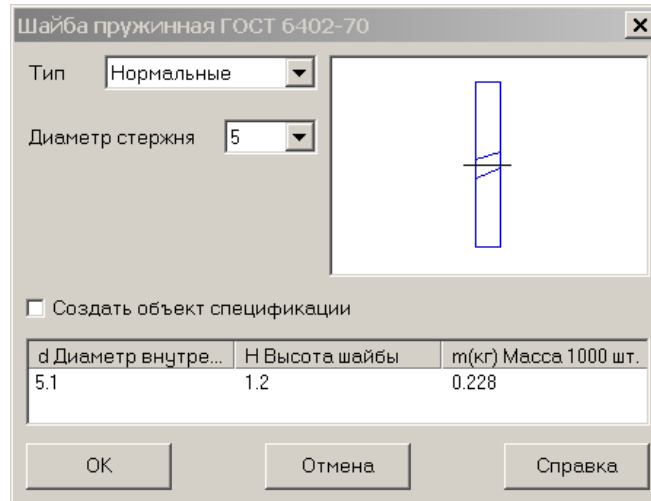 Шайба пружинная ГОСТ 6402-70
Тип Нормальные
Диаметр стержня 5
Создать объект спецификации
d Диаметр внутре... H Высота шайбы m(кг) Масса 1000 шт.
5.1 1.2 0.228
OK Отмена Справка